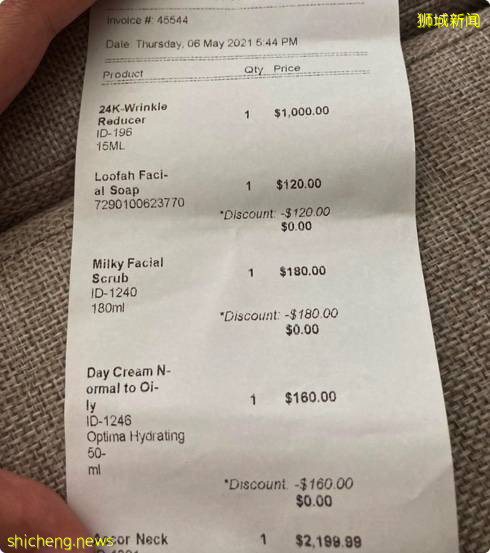 狮城新闻
Invoice #: 45544
Date: Thursday, 06 May 2021 5:44 PM
Product Qty Price
24K-Wrinkle 1 $1,000.00
Reducer
ID-196
15ML
Loofah Faci- 1 $120.00
al Soap
7290100623770
*Discount: -$120.00
$0.00
Milky Facial 1 $180.00
Scrub
ID-1240
180ml
*Discount: -$180.00
$0.00
Day Cream N- 1 $160.00
ormal to Oi-
ly
ID-1246
Optima Hydrating
50-
ml
*Discount: -$160.00
$0.00
Neck 1 $2,199.99
shicheng.news